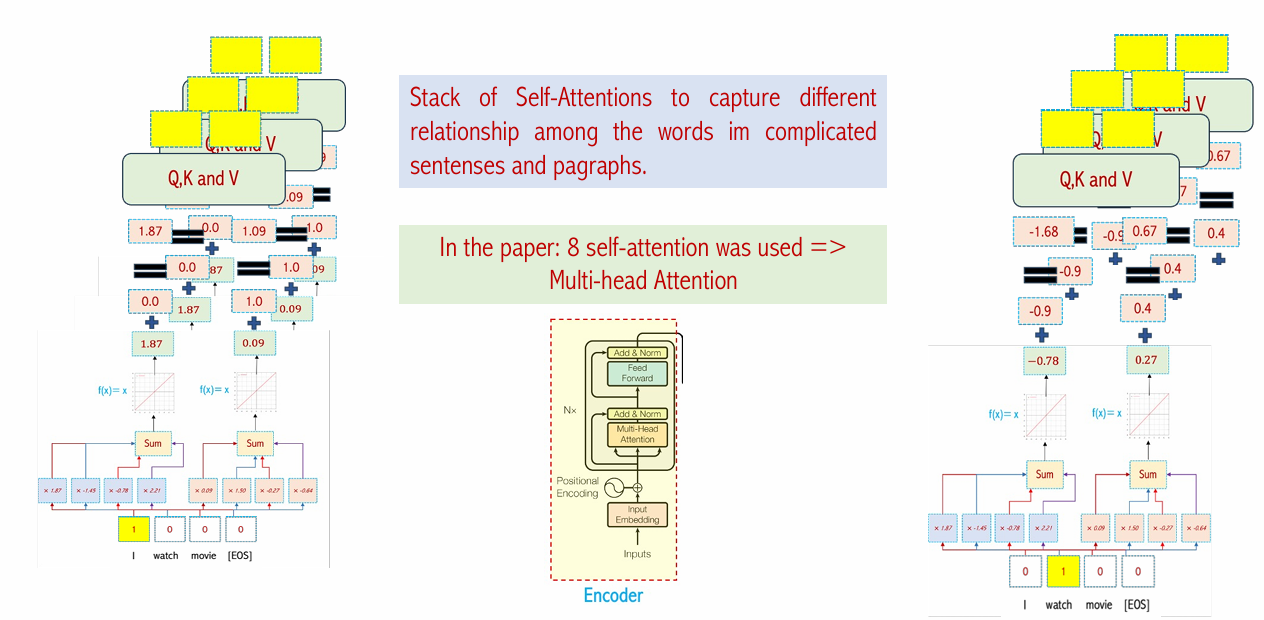 Stack of Self-Attentions to capture different
relationship among the words im complicated
sentenses and pagraphs.
In the paper: 8 self-attention was used =>
Multi-head Attention
Q,K and V
Q,K and V
1.87
0.0
1.09
1.0
0.0
1.87
1.0
0.09
0.0
1.87
1.0
0.09
1.87
0.09
f(x)= x
f(x)= x
Sum
Sum
× 1.87
× -1.45
× -0.78
× 2.21
× 0.09
× 1.50
× -0.27
× -0.64
1
0
0
0
I
watch
movie
[EOS]
Add & Norm
Feed
Forward
N×
Add & Norm
Multi-Head
Attention
Positional
Encoding
Input
Embedding
Inputs
Encoder
Q,K and V
0.67
-1.68
-0.9
0.67
0.4
-0.9
0.4
-0.9
0.4
−0.78
0.27
f(x)= x
f(x)= x
Sum
Sum
× 1.87
× -1.45
× -0.78
× 2.21
× 0.09
× 1.50
× -0.27
× -0.64
0
1
0
0
I
watch
movie
[EOS]